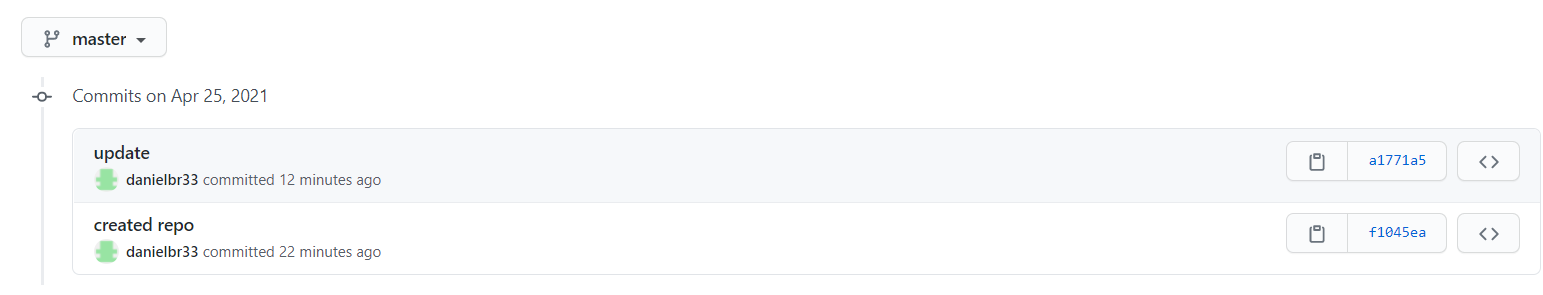 master
Commits on Apr 25, 2021
update
a1771a5
danielbr33 committed 12 minutes ago
created repo
f1045ea
danielbr33 committed 22 minutes ago